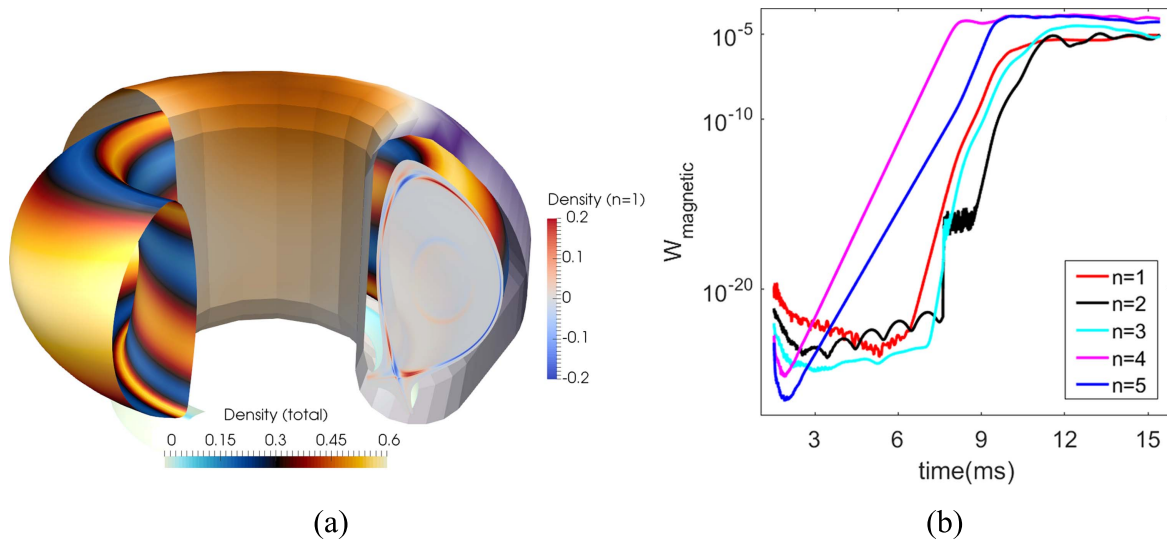 Density (n=1)
0.2
0.1
0
-0.1
-0.2
Density (total)
0 0.15 0.3 0.45 0.6
(a)
W_magnetic
10^-5
10^-10
10^-20
n=1
n=2
n=3
n=4
n=5
3 6 9 12 15
time(ms)
(b)